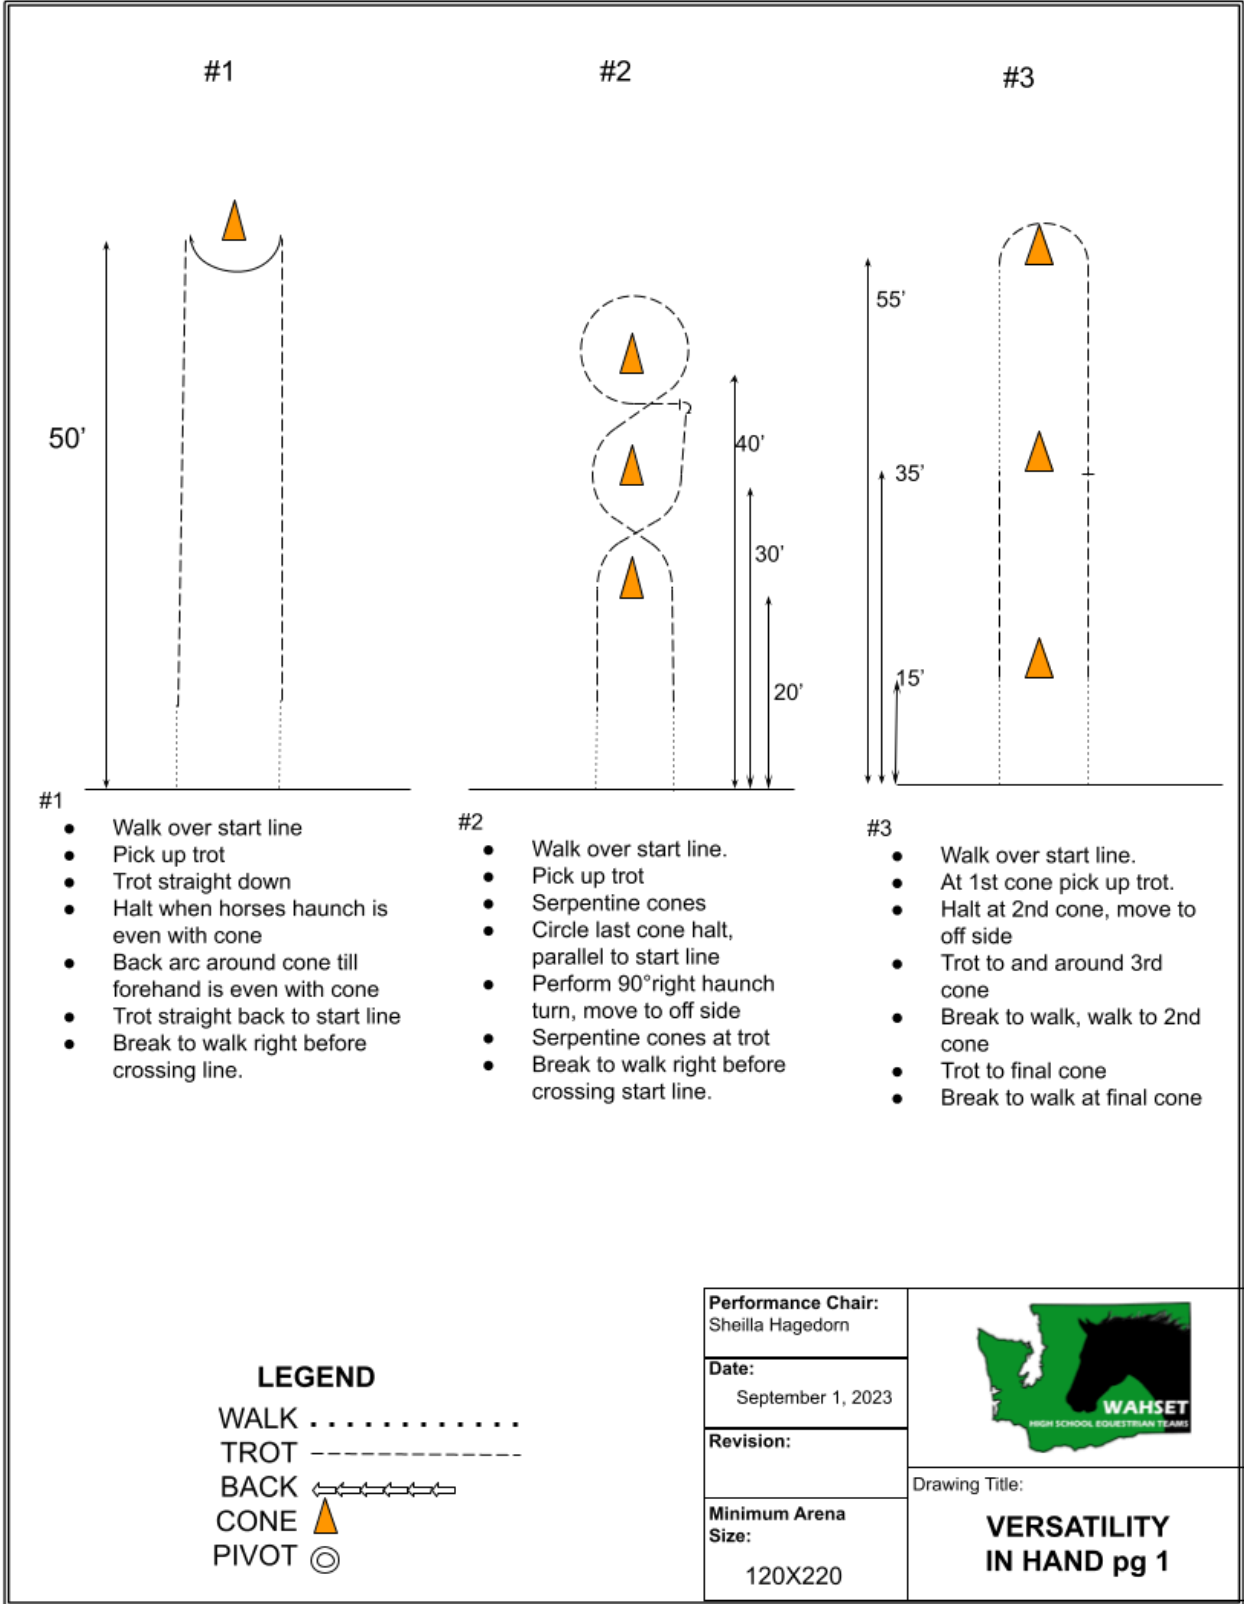 #1
#2
#3
50’
40’
30’
20’
55’
35’
15’
#1
● Walk over start line
● Pick up trot
● Trot straight down
● Halt when horses haunch is
even with cone
● Back arc around cone till
forehand is even with cone
● Trot straight back to start line
● Break to walk right before
crossing line.
#2
● Walk over start line.
● Pick up trot
● Serpentine cones
● Circle last cone halt,
parallel to start line
● Perform 90°right haunch
turn, move to off side
● Serpentine cones at trot
● Break to walk right before
crossing start line.
#3
● Walk over start line.
● At 1st cone pick up trot.
● Halt at 2nd cone, move to
off side
● Trot to and around 3rd
cone
● Break to walk, walk to 2nd
cone
● Trot to final cone
● Break to walk at final cone
LEGEND
WALK
TROT
BACK
CONE
PIVOT
Performance Chair:
Sheilla Hagedorn
Date:
September 1, 2023
Revision:
Minimum Arena
Size:
120X220
WAHSET
HIGH SCHOOL EQUESTRIAN TEAMS
Drawing Title:
VERSATILITY
IN HAND pg 1